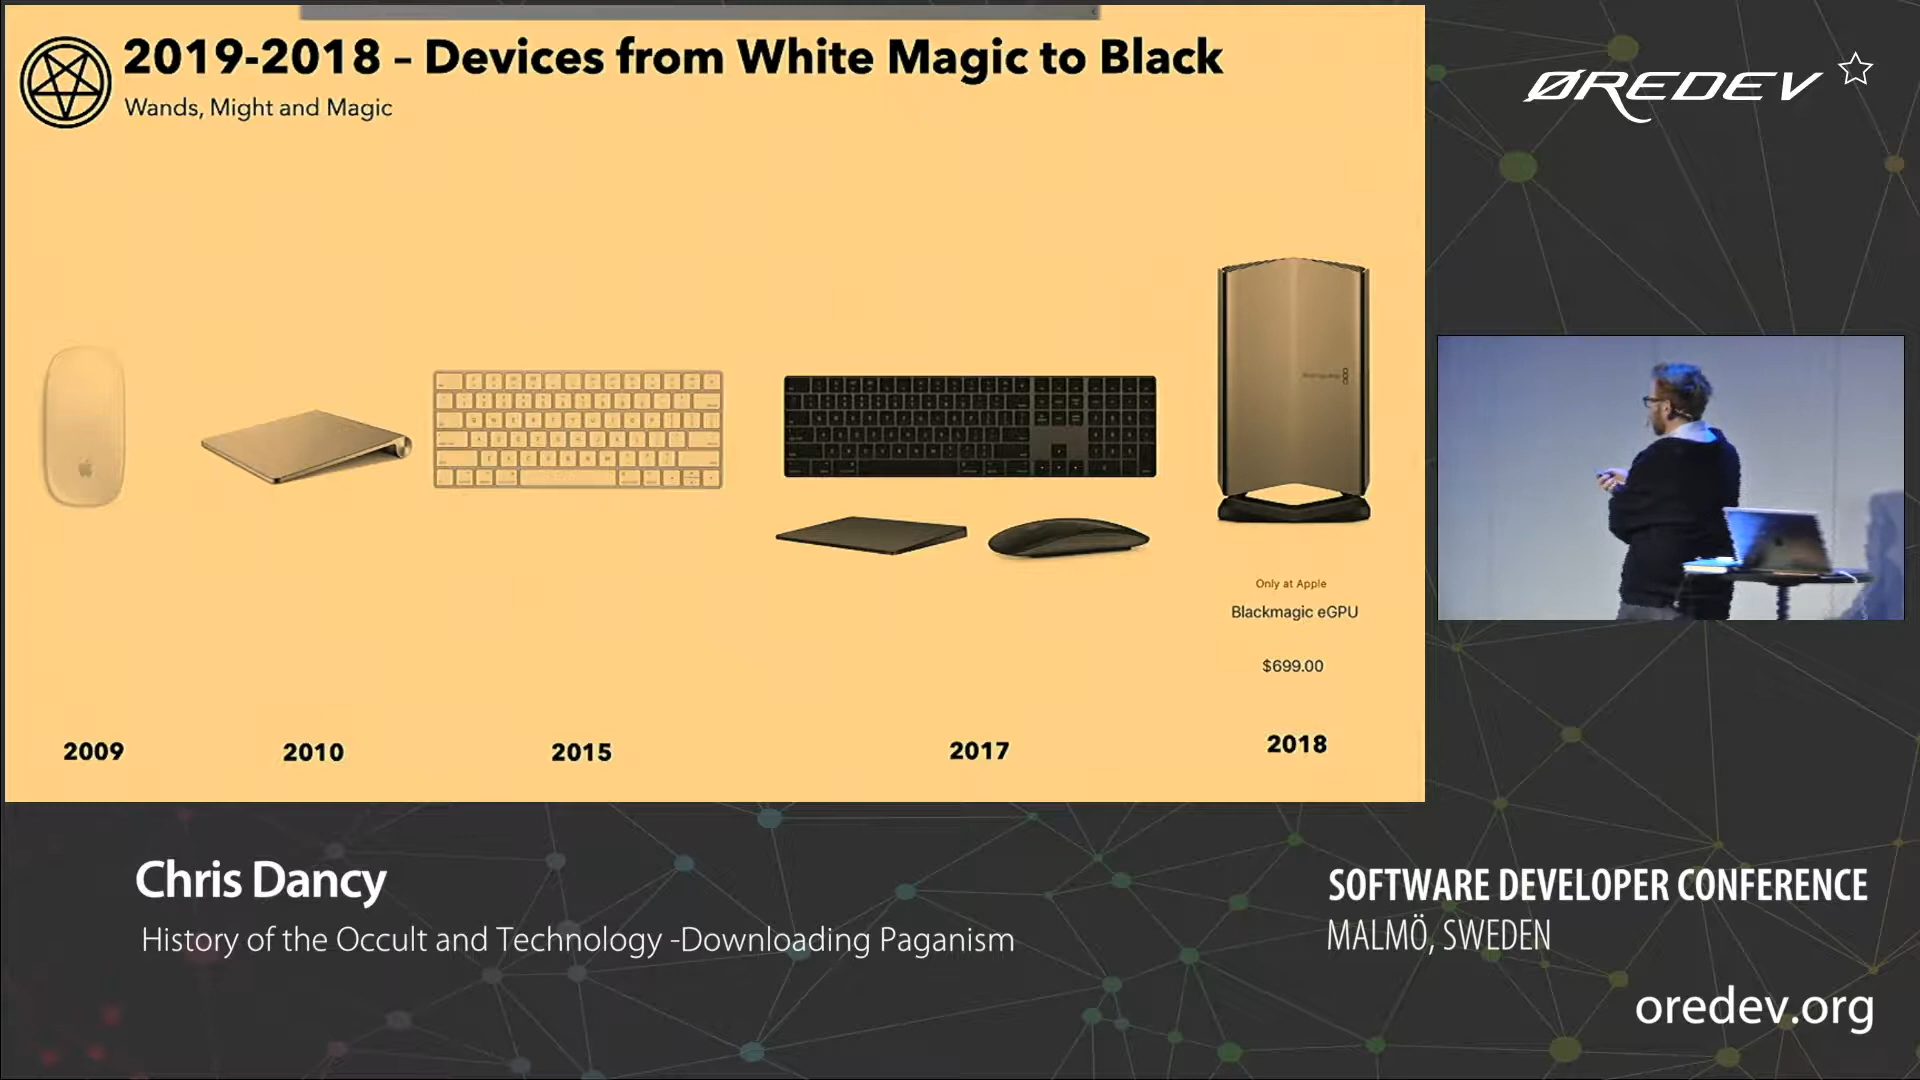 2019-2018 – Devices from White Magic to Black
Wands, Might and Magic
Only at Apple
Blackmagic eGPU
$699.00
2009
2010
2015
2017
2018
ØREDEV
Chris Dancy
History of the Occult and Technology -Downloading Paganism
SOFTWARE DEVELOPER CONFERENCE
MALMÖ, SWEDEN
oredev.org